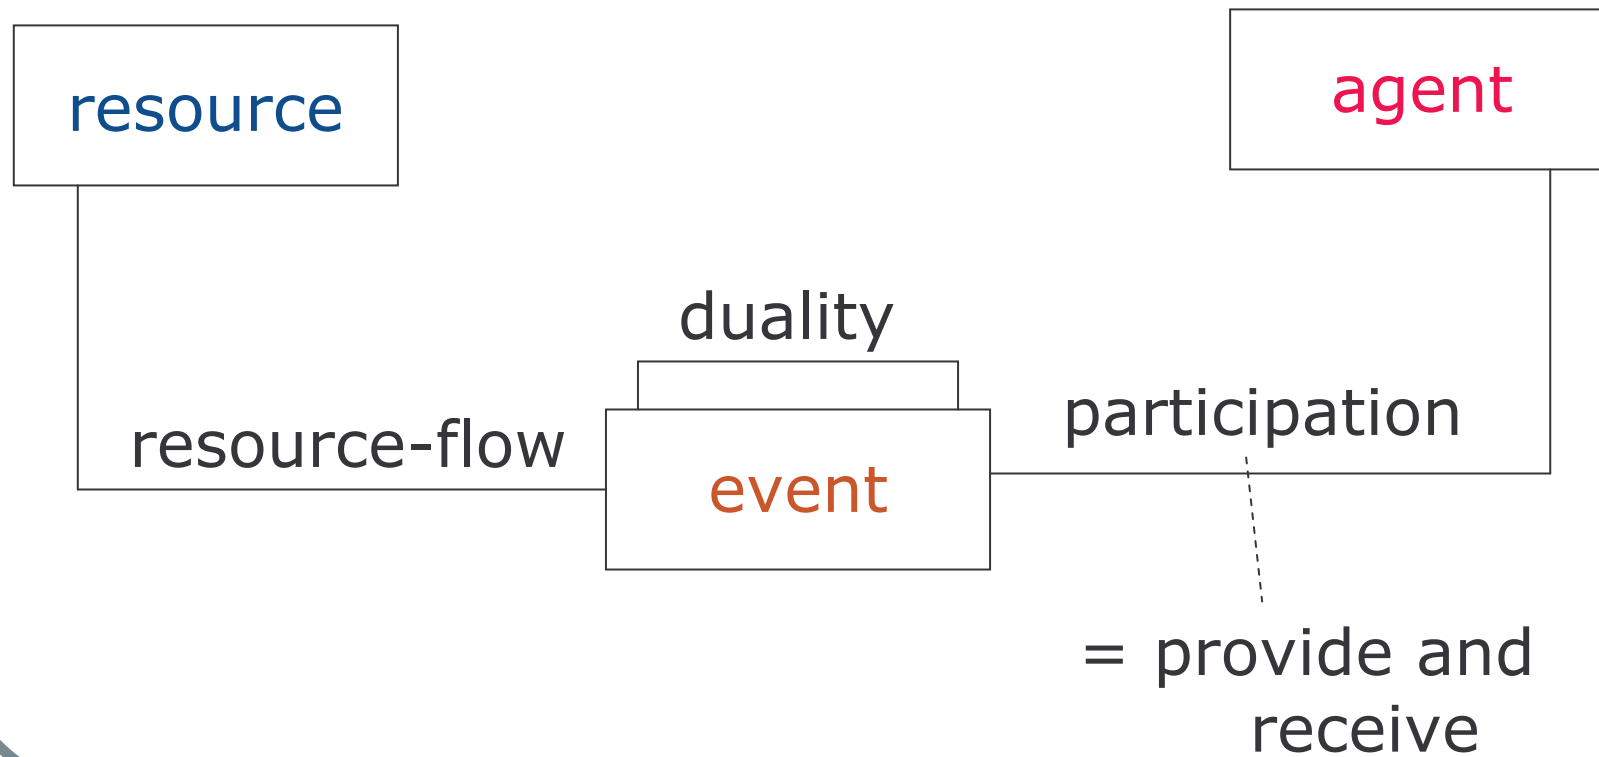 resource
agent
duality
resource-flow
event
participation
= provide and
receive